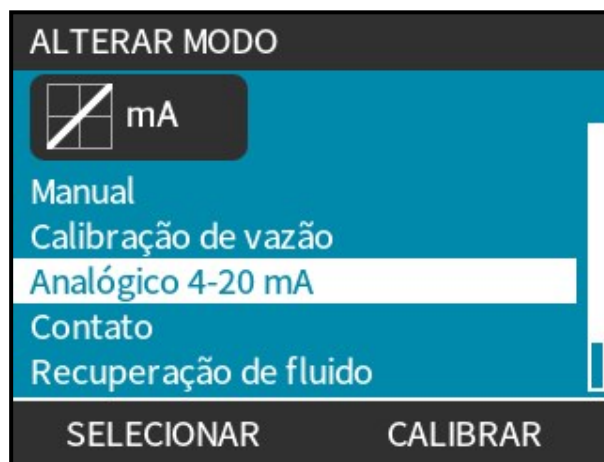 ALTERAR MODO
mA
Manual
Calibração de vazão
Analógico 4-20 mA
Contato
Recuperação de fluido
SELECIONAR CALIBRAR